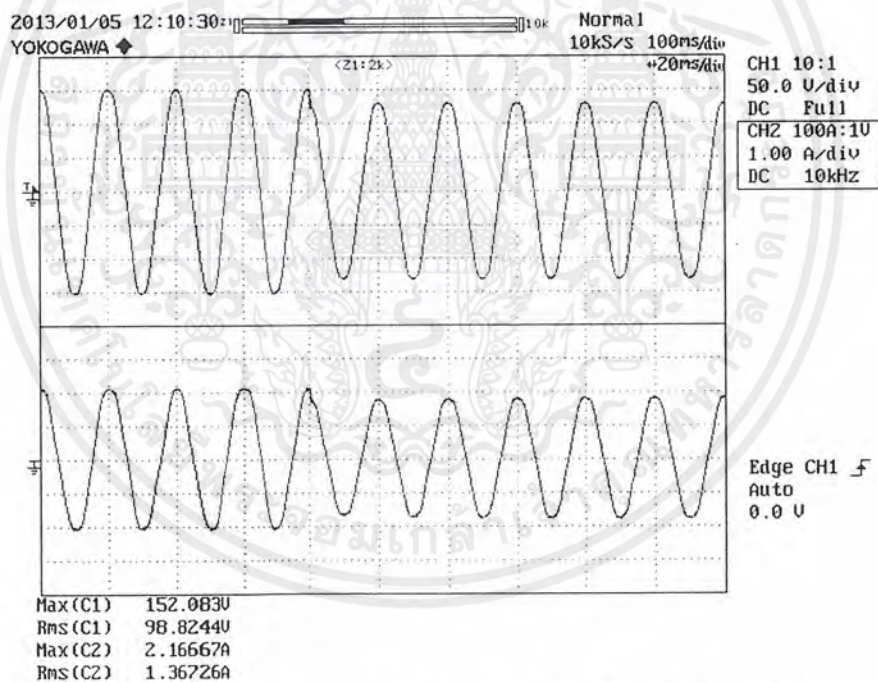 2013/01/05 12:10:30
Normal
YOKOGAWA
10kS/s 100ms/div
<Z1:2k>
20ms/div
CH1 10:1
50.0 V/div
DC Full
CH2 100A:1V
1.00 A/div
DC 10kHz
Edge CH1
Auto
0.0 V
Max(C1) 152.083V
Rms(C1) 98.8244V
Max(C2) 2.16667A
Rms(C2) 1.36726A